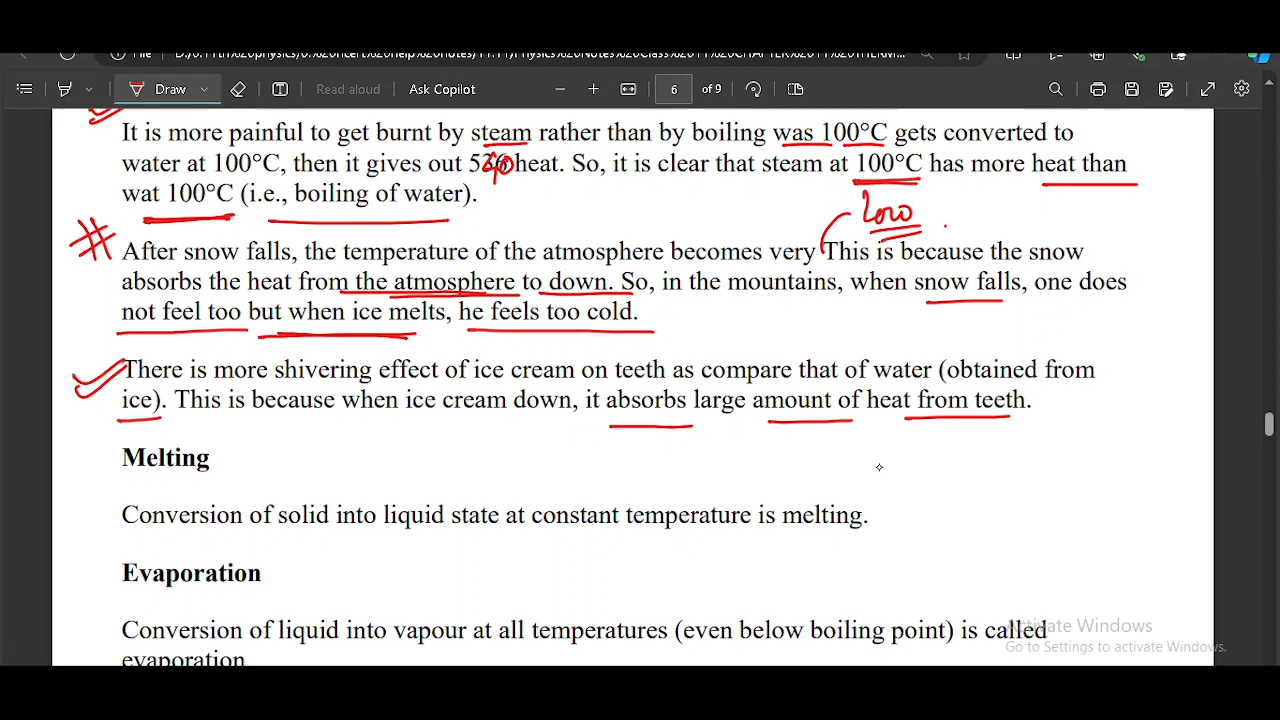 Draw
Read aloud
Ask Copilot
6
of 9
It is more painful to get burnt by steam rather than by boiling was 100°C gets converted to
water at 100°C, then it gives out heat. So, it is clear that steam at 100°C has more heat than
wat 100°C (i.e., boiling of water).
Low
After snow falls, the temperature of the atmosphere becomes very This is because the snow
absorbs the heat from the atmosphere to down. So, in the mountains, when snow falls, one does
not feel too but when ice melts, he feels too cold.
There is more shivering effect of ice cream on teeth as compare that of water (obtained from
ice). This is because when ice cream down, it absorbs large amount of heat from teeth.
Melting
Conversion of solid into liquid state at constant temperature is melting.
Evaporation
Conversion of liquid into vapour at all temperatures (even below boiling point) is called
evaporation
Activate Windows
Go to Settings to activate Windows.